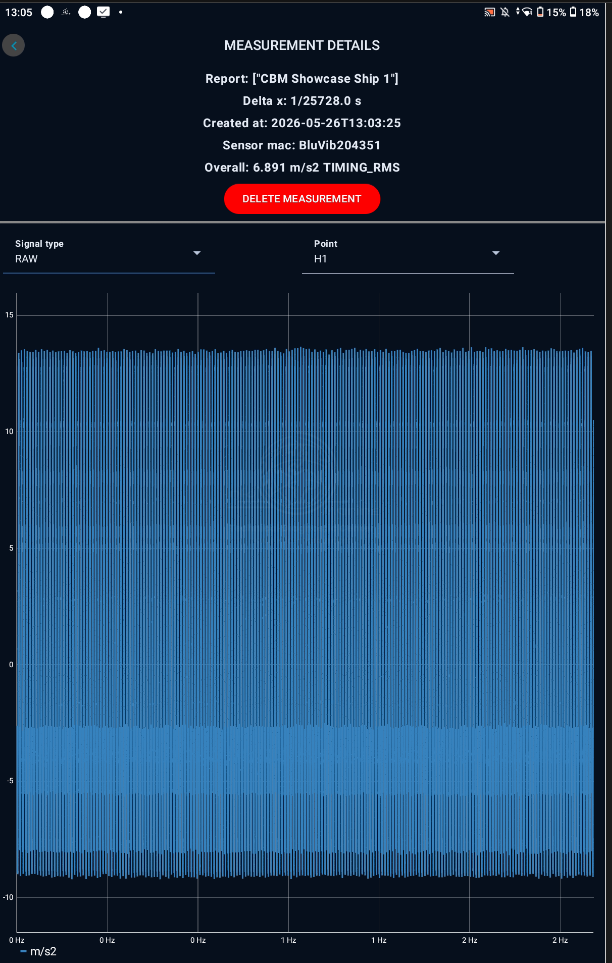 13:05 15% 18%
MEASUREMENT DETAILS
Report: ["CBM Showcase Ship 1"]
Delta x: 1/25728.0 s
Created at: 2026-05-26T13:03:25
Sensor mac: BluVib204351
Overall: 6.891 m/s2 TIMING_RMS
DELETE MEASUREMENT
Signal type
RAW
Point
H1
15
10
5
0
-5
-10
0 Hz 0 Hz 0 Hz 1 Hz 1 Hz 2 Hz 2 Hz
m/s2